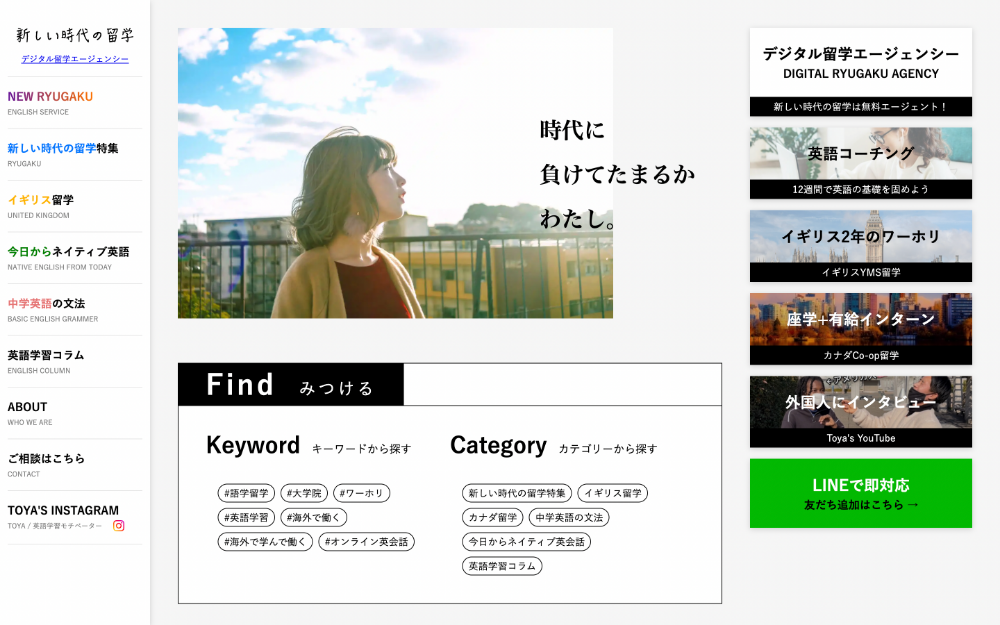 新しい時代の留学
デジタル留学エージェンシー
NEW RYUGAKU
ENGLISH SERVICE
新しい時代の留学特集
RYUGAKU
イギリス留学
UNITED KINGDOM
今日からネイティブ英語
NATIVE ENGLISH FROM TODAY
中学英語の文法
BASIC ENGLISH GRAMMER
英語学習コラム
ENGLISH COLUMN
ABOUT
WHO WE ARE
ご相談はこちら
CONTACT
TOYA'S INSTAGRAM
TOYA / 英語学習モチベーター
時代に
負けてたまるか
わたし。
Find みつける
Keyword キーワードから探す
#語学留学 #大学院 #ワーホリ
#英語学習 #海外で働く
#海外で学んで働く #オンライン英会話
Category カテゴリーから探す
新しい時代の留学特集 イギリス留学
カナダ留学 中学英語の文法
今日からネイティブ英会話
英語学習コラム
デジタル留学エージェンシー
DIGITAL RYUGAKU AGENCY
新しい時代の留学は無料エージェント！
英語コーチング
12週間で英語の基礎を固めよう
イギリス2年のワーホリ
イギリスYMS留学
座学+有給インターン
カナダCo-op留学
外国人にインタビュー
Toya's YouTube
LINEで即対応
友だち追加はこちら →